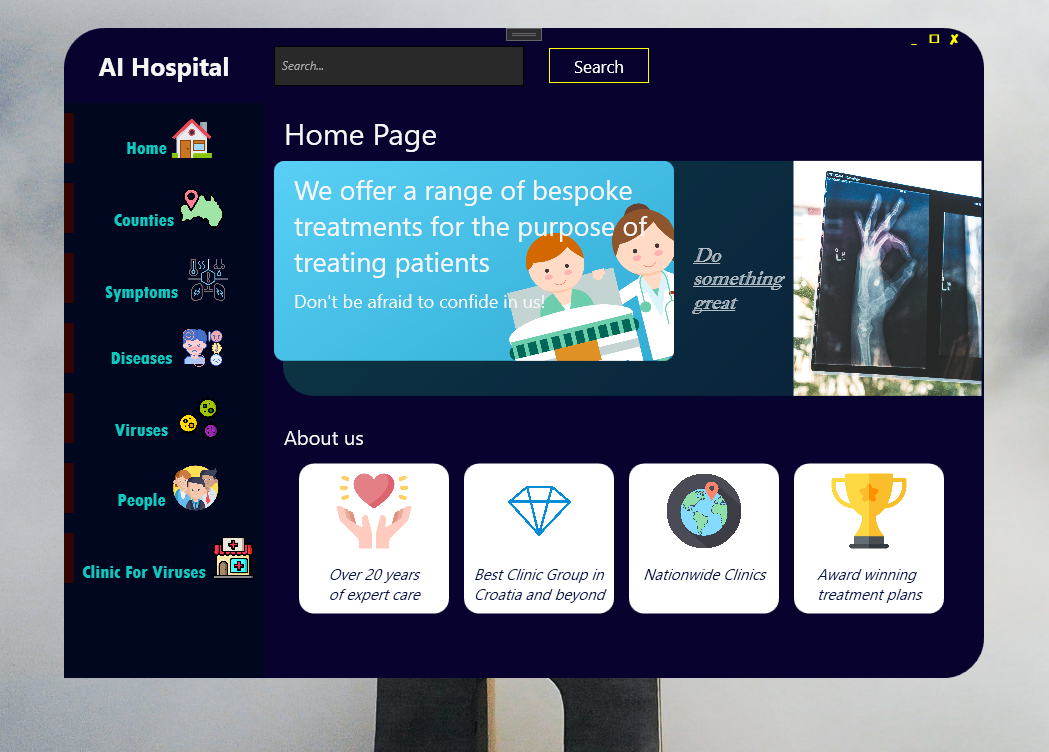 AI Hospital
Search...
Search
Home
Counties
Symptoms
Diseases
Viruses
People
Clinic For Viruses
Home Page
We offer a range of bespoke
treatments for the purpose of
treating patients
Don't be afraid to confide in us!
Do
something
great
About us
Over 20 years
of expert care
Best Clinic Group in
Croatia and beyond
Nationwide Clinics
Award winning
treatment plans